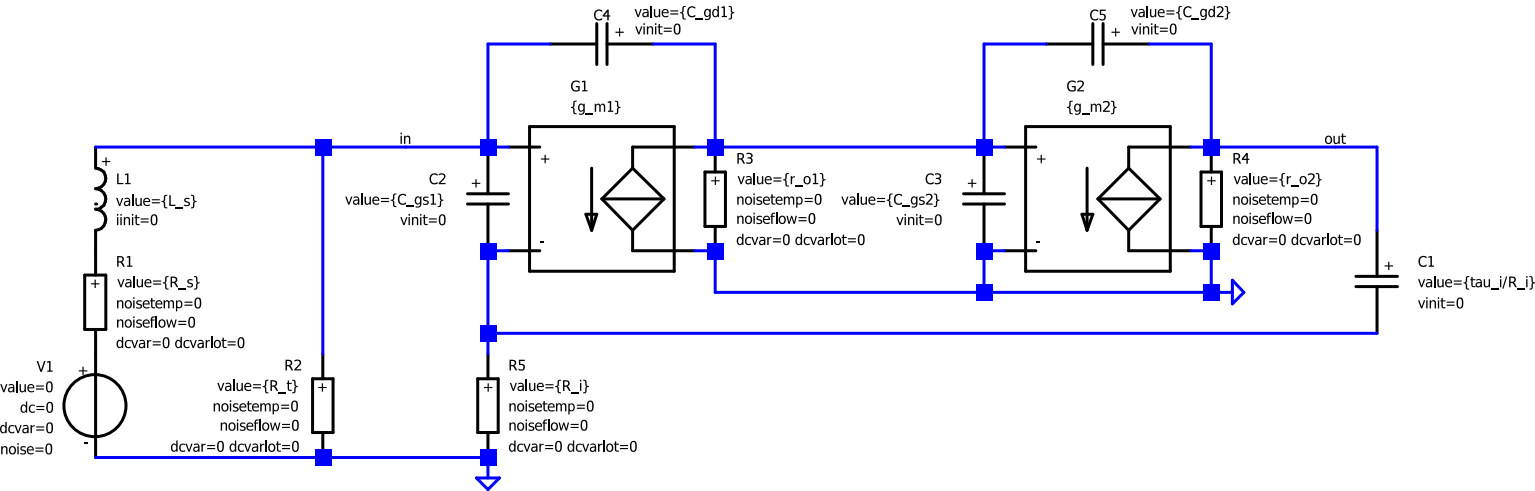 C4
value={C_gd1}
vinit=0
+
C5
value={C_gd2}
vinit=0
+
G1
{g_m1}
G2
{g_m2}
in
out
+
L1
value={L_s}
iinit=0
C2
value={C_gs1}
vinit=0
+
+
-
R3
value={r_o1}
noisetemp=0
noiseflow=0
dcvar=0 dcvarlot=0
+
C3
value={C_gs2}
vinit=0
+
+
-
R4
value={r_o2}
noisetemp=0
noiseflow=0
dcvar=0 dcvarlot=0
+
R1
value={R_s}
noisetemp=0
noiseflow=0
dcvar=0 dcvarlot=0
+
C1
value={tau_i/R_i}
vinit=0
+
V1
value=0
dc=0
dcvar=0
noise=0
+
-
R2
value={R_t}
noisetemp=0
noiseflow=0
dcvar=0 dcvarlot=0
+
R5
value={R_i}
noisetemp=0
noiseflow=0
dcvar=0 dcvarlot=0
+